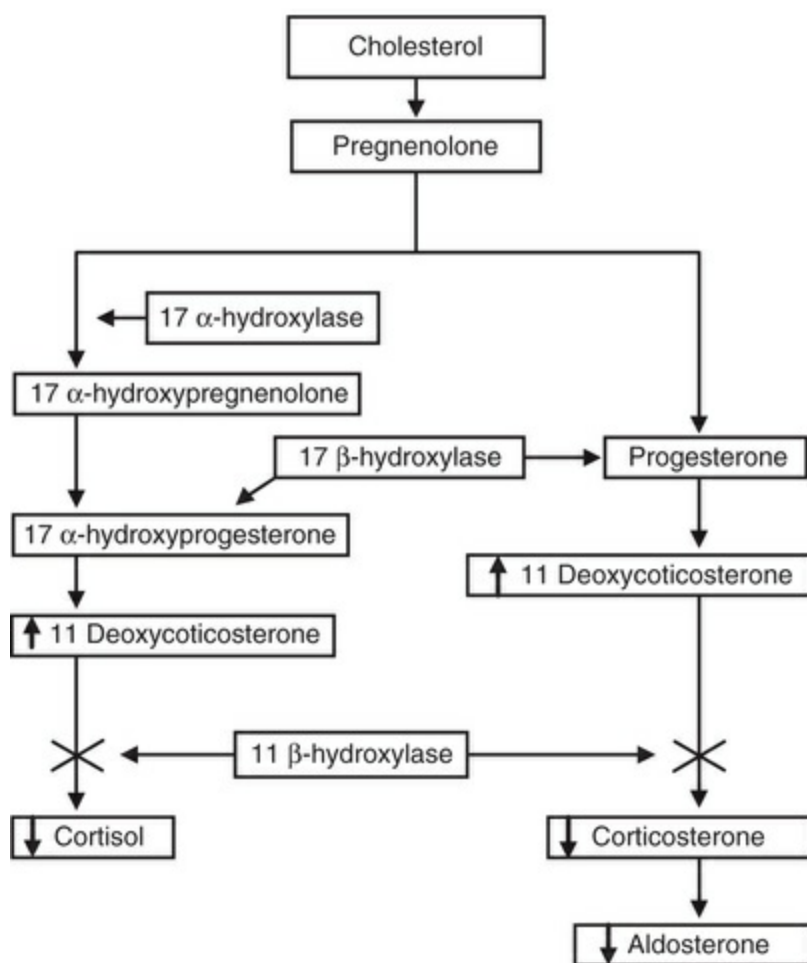 Cholesterol
Pregnenolone
17 α-hydroxylase
17 α-hydroxypregnenolone
17 β-hydroxylase
Progesterone
17 α-hydroxyprogesterone
11 Deoxycoticosterone
11 Deoxycoticosterone
11 β-hydroxylase
Cortisol
Corticosterone
Aldosterone